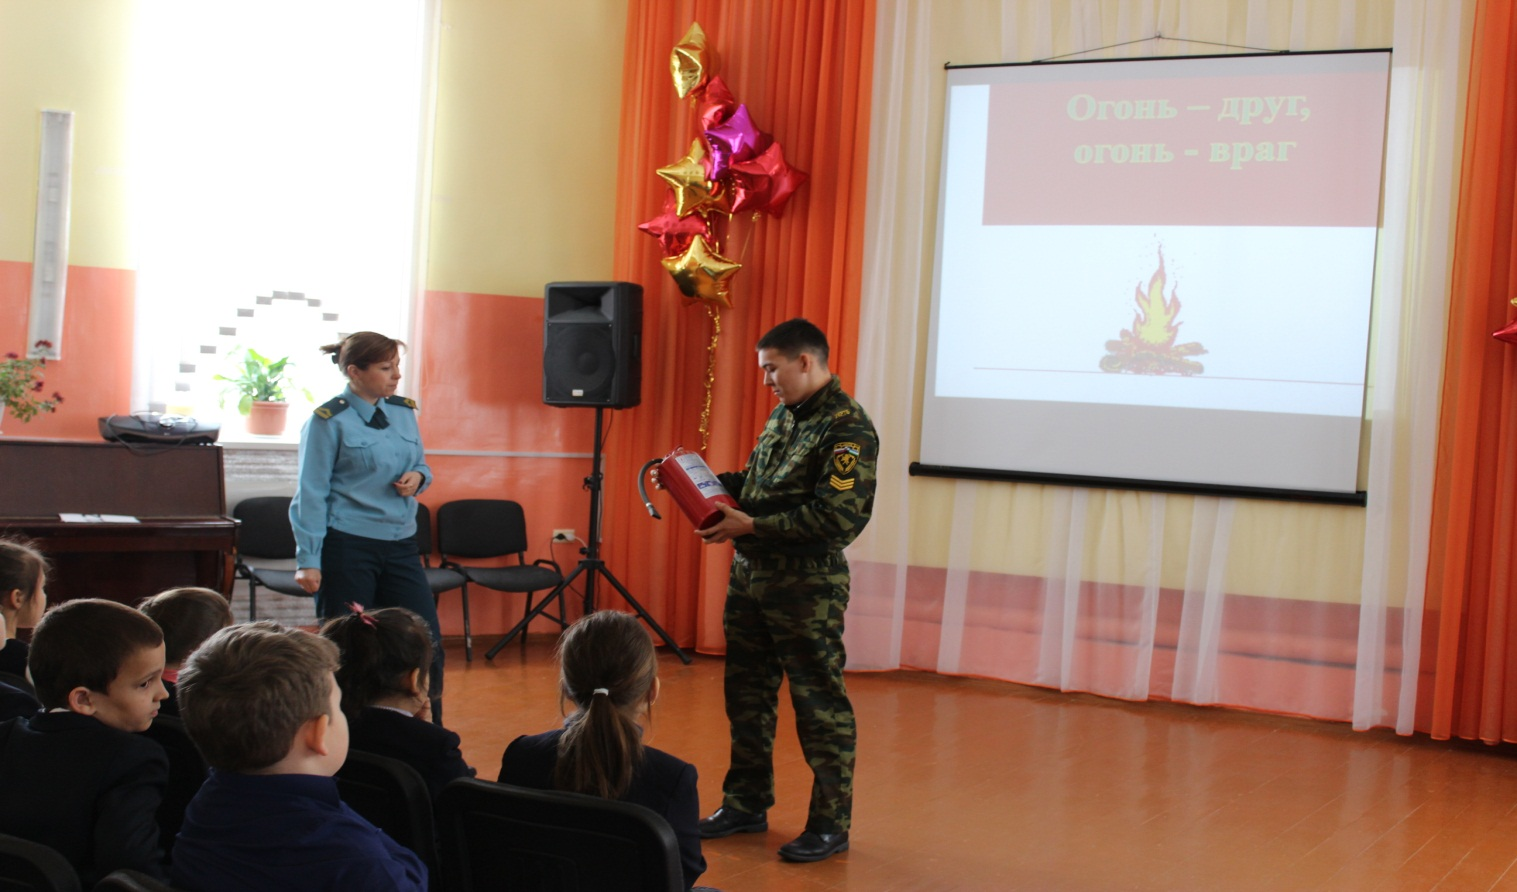 Огонь – друг,
огонь - враг